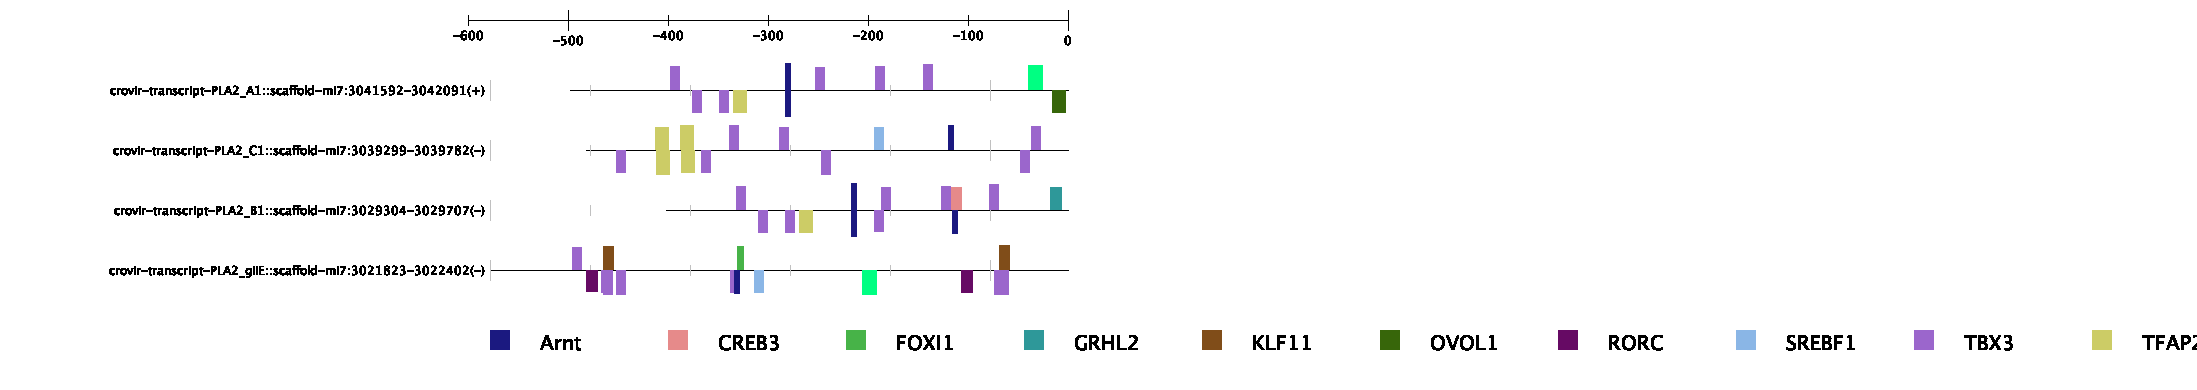 -600 -500 -400 -300 -200 -100 0
crovir-transcript-PLA2_A1::scaffold-mi7:3041592-3042091(+)
crovir-transcript-PLA2_C1::scaffold-mi7:3039299-3039782(-)
crovir-transcript-PLA2_B1::scaffold-mi7:3029304-3029707(-)
crovir-transcript-PLA2_gIIE::scaffold-mi7:3021823-3022402(-)
Arnt CREB3 FOXI1 GRHL2 KLF11 OVOL1 RORC SREBF1 TBX3 TFAP2